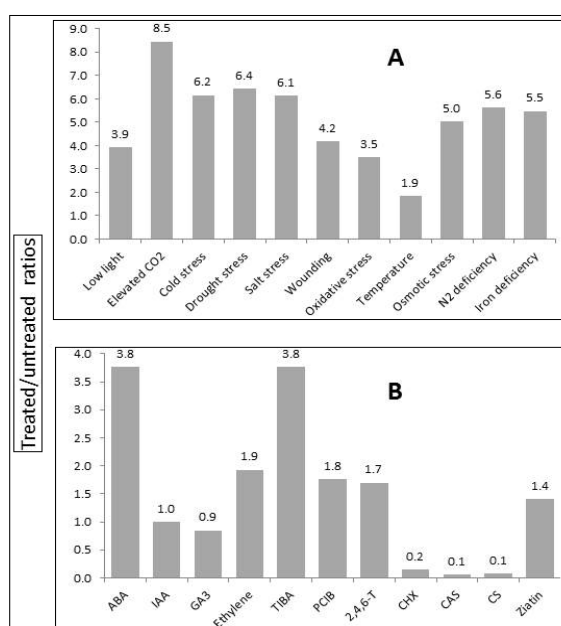 Treated/untreated ratios
A
9.0
8.0
7.0
6.0
5.0
4.0
3.0
2.0
1.0
0.0
3.9
8.5
6.2
6.4
6.1
4.2
3.5
1.9
5.0
5.6
5.5
Low light
Elevated CO2
Cold stress
Drought stress
Salt stress
Wounding
Oxidative stress
Temperature
Osmotic stress
N2 deficiency
Iron deficiency
B
4.0
3.5
3.0
2.5
2.0
1.5
1.0
0.5
0.0
3.8
1.0
0.9
1.9
3.8
1.8
1.7
0.2
0.1
0.1
1.4
ABA
IAA
GA3
Ethylene
TIBA
PCIB
2,4,6-T
CHX
CAS
CS
Ziatin